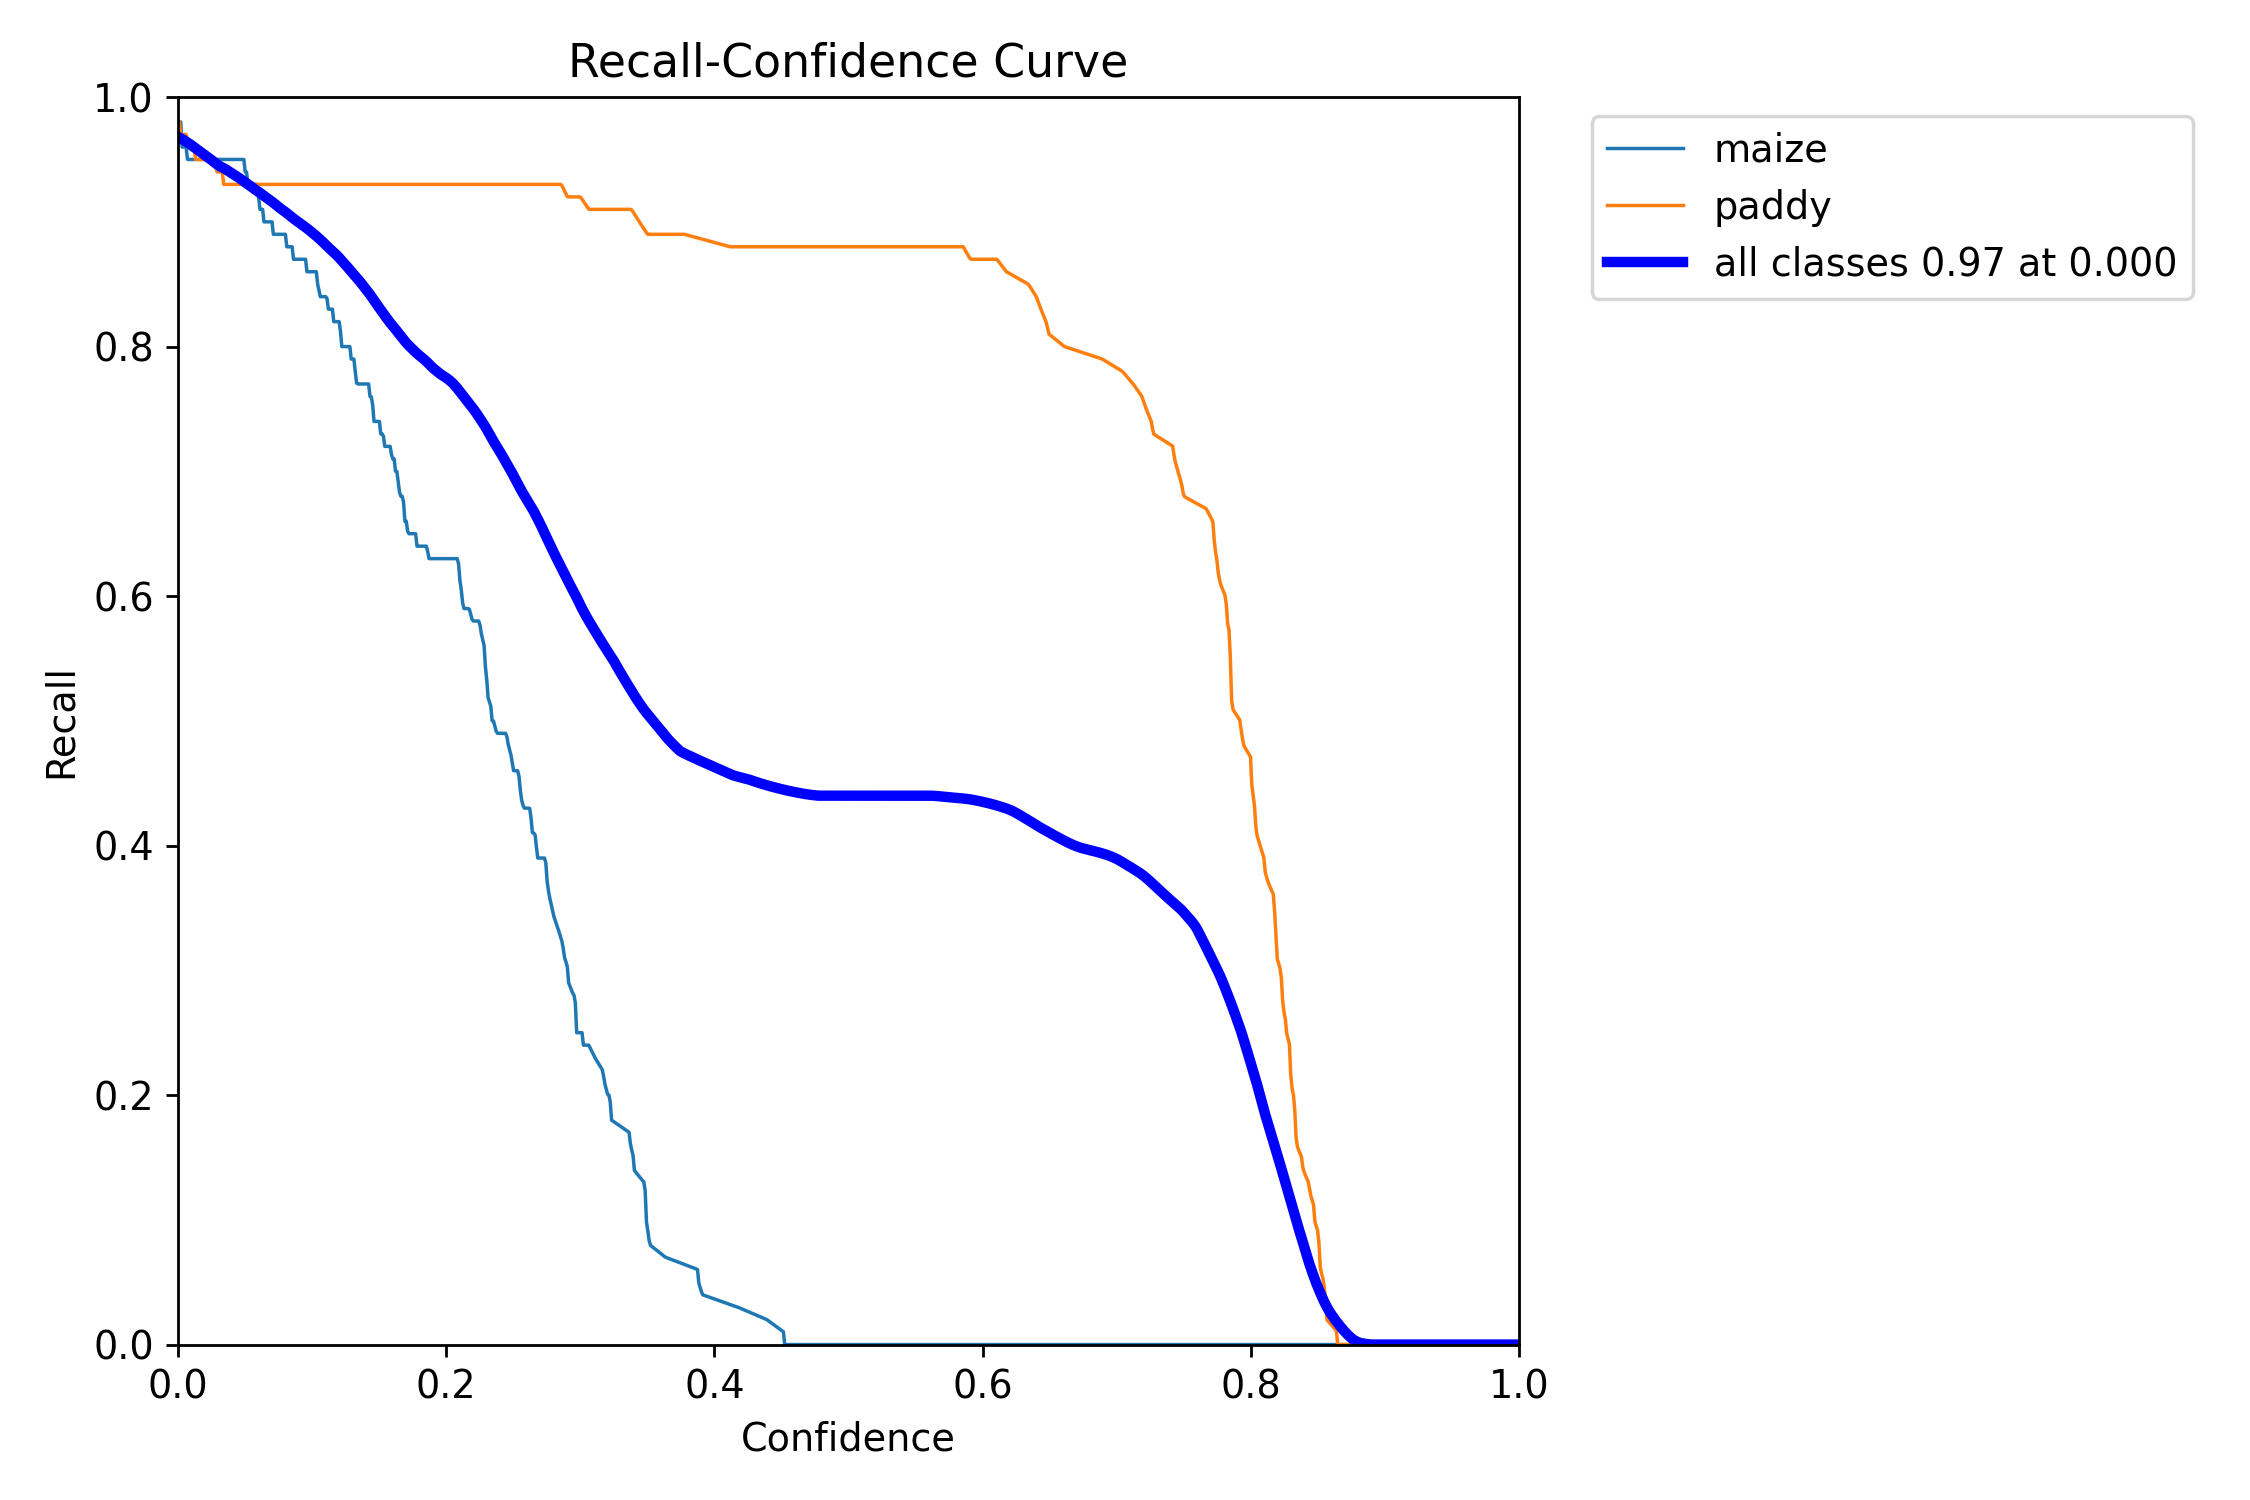 Recall-Confidence Curve
1.0
0.8
0.6
0.4
0.2
0.0
Recall
0.0 0.2 0.4 0.6 0.8 1.0
Confidence
maize
paddy
all classes 0.97 at 0.000